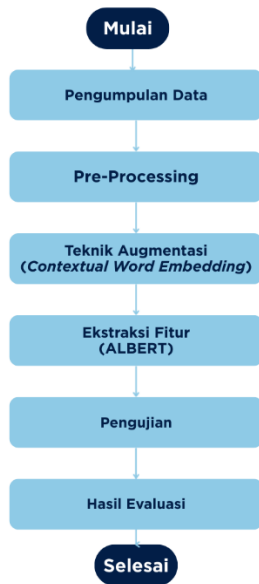 Mulai
Pengumpulan Data
Pre-Processing
Teknik Augmentasi
(Contextual Word Embedding)
Ekstraksi Fitur
(ALBERT)
Pengujian
Hasil Evaluasi
Selesai